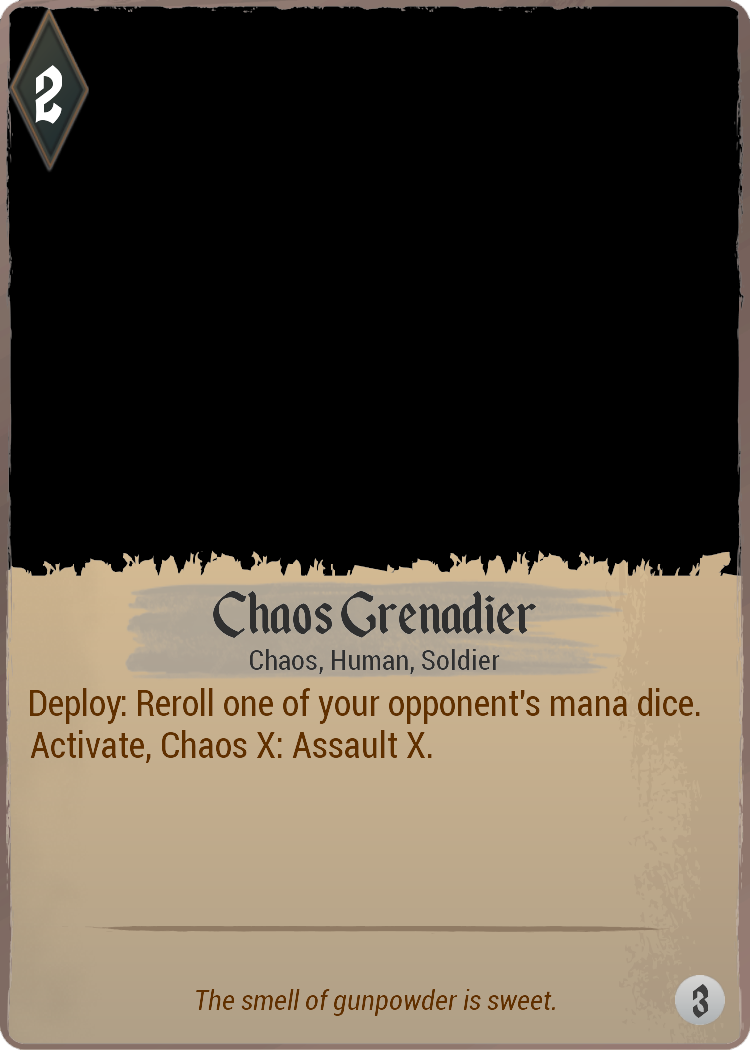 2
Chaos Grenadier
Chaos, Human, Soldier
Deploy: Reroll one of your opponent's mana dice.
Activate, Chaos X: Assault X.
The smell of gunpowder is sweet.
3